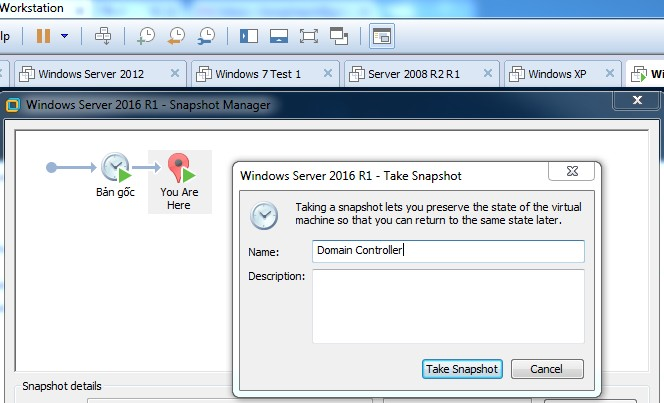 Workstation
lp
Windows Server 2012
Windows 7 Test 1
Server 2008 R2 R1
Windows XP
Wi
Windows Server 2016 R1 - Snapshot Manager
x
Bản gốc
You Are
Here
Windows Server 2016 R1 - Take Snapshot
Taking a snapshot lets you preserve the state of the virtual
machine so that you can return to the same state later.
Name:
Domain Controller
Description:
Take Snapshot
Cancel
Snapshot details